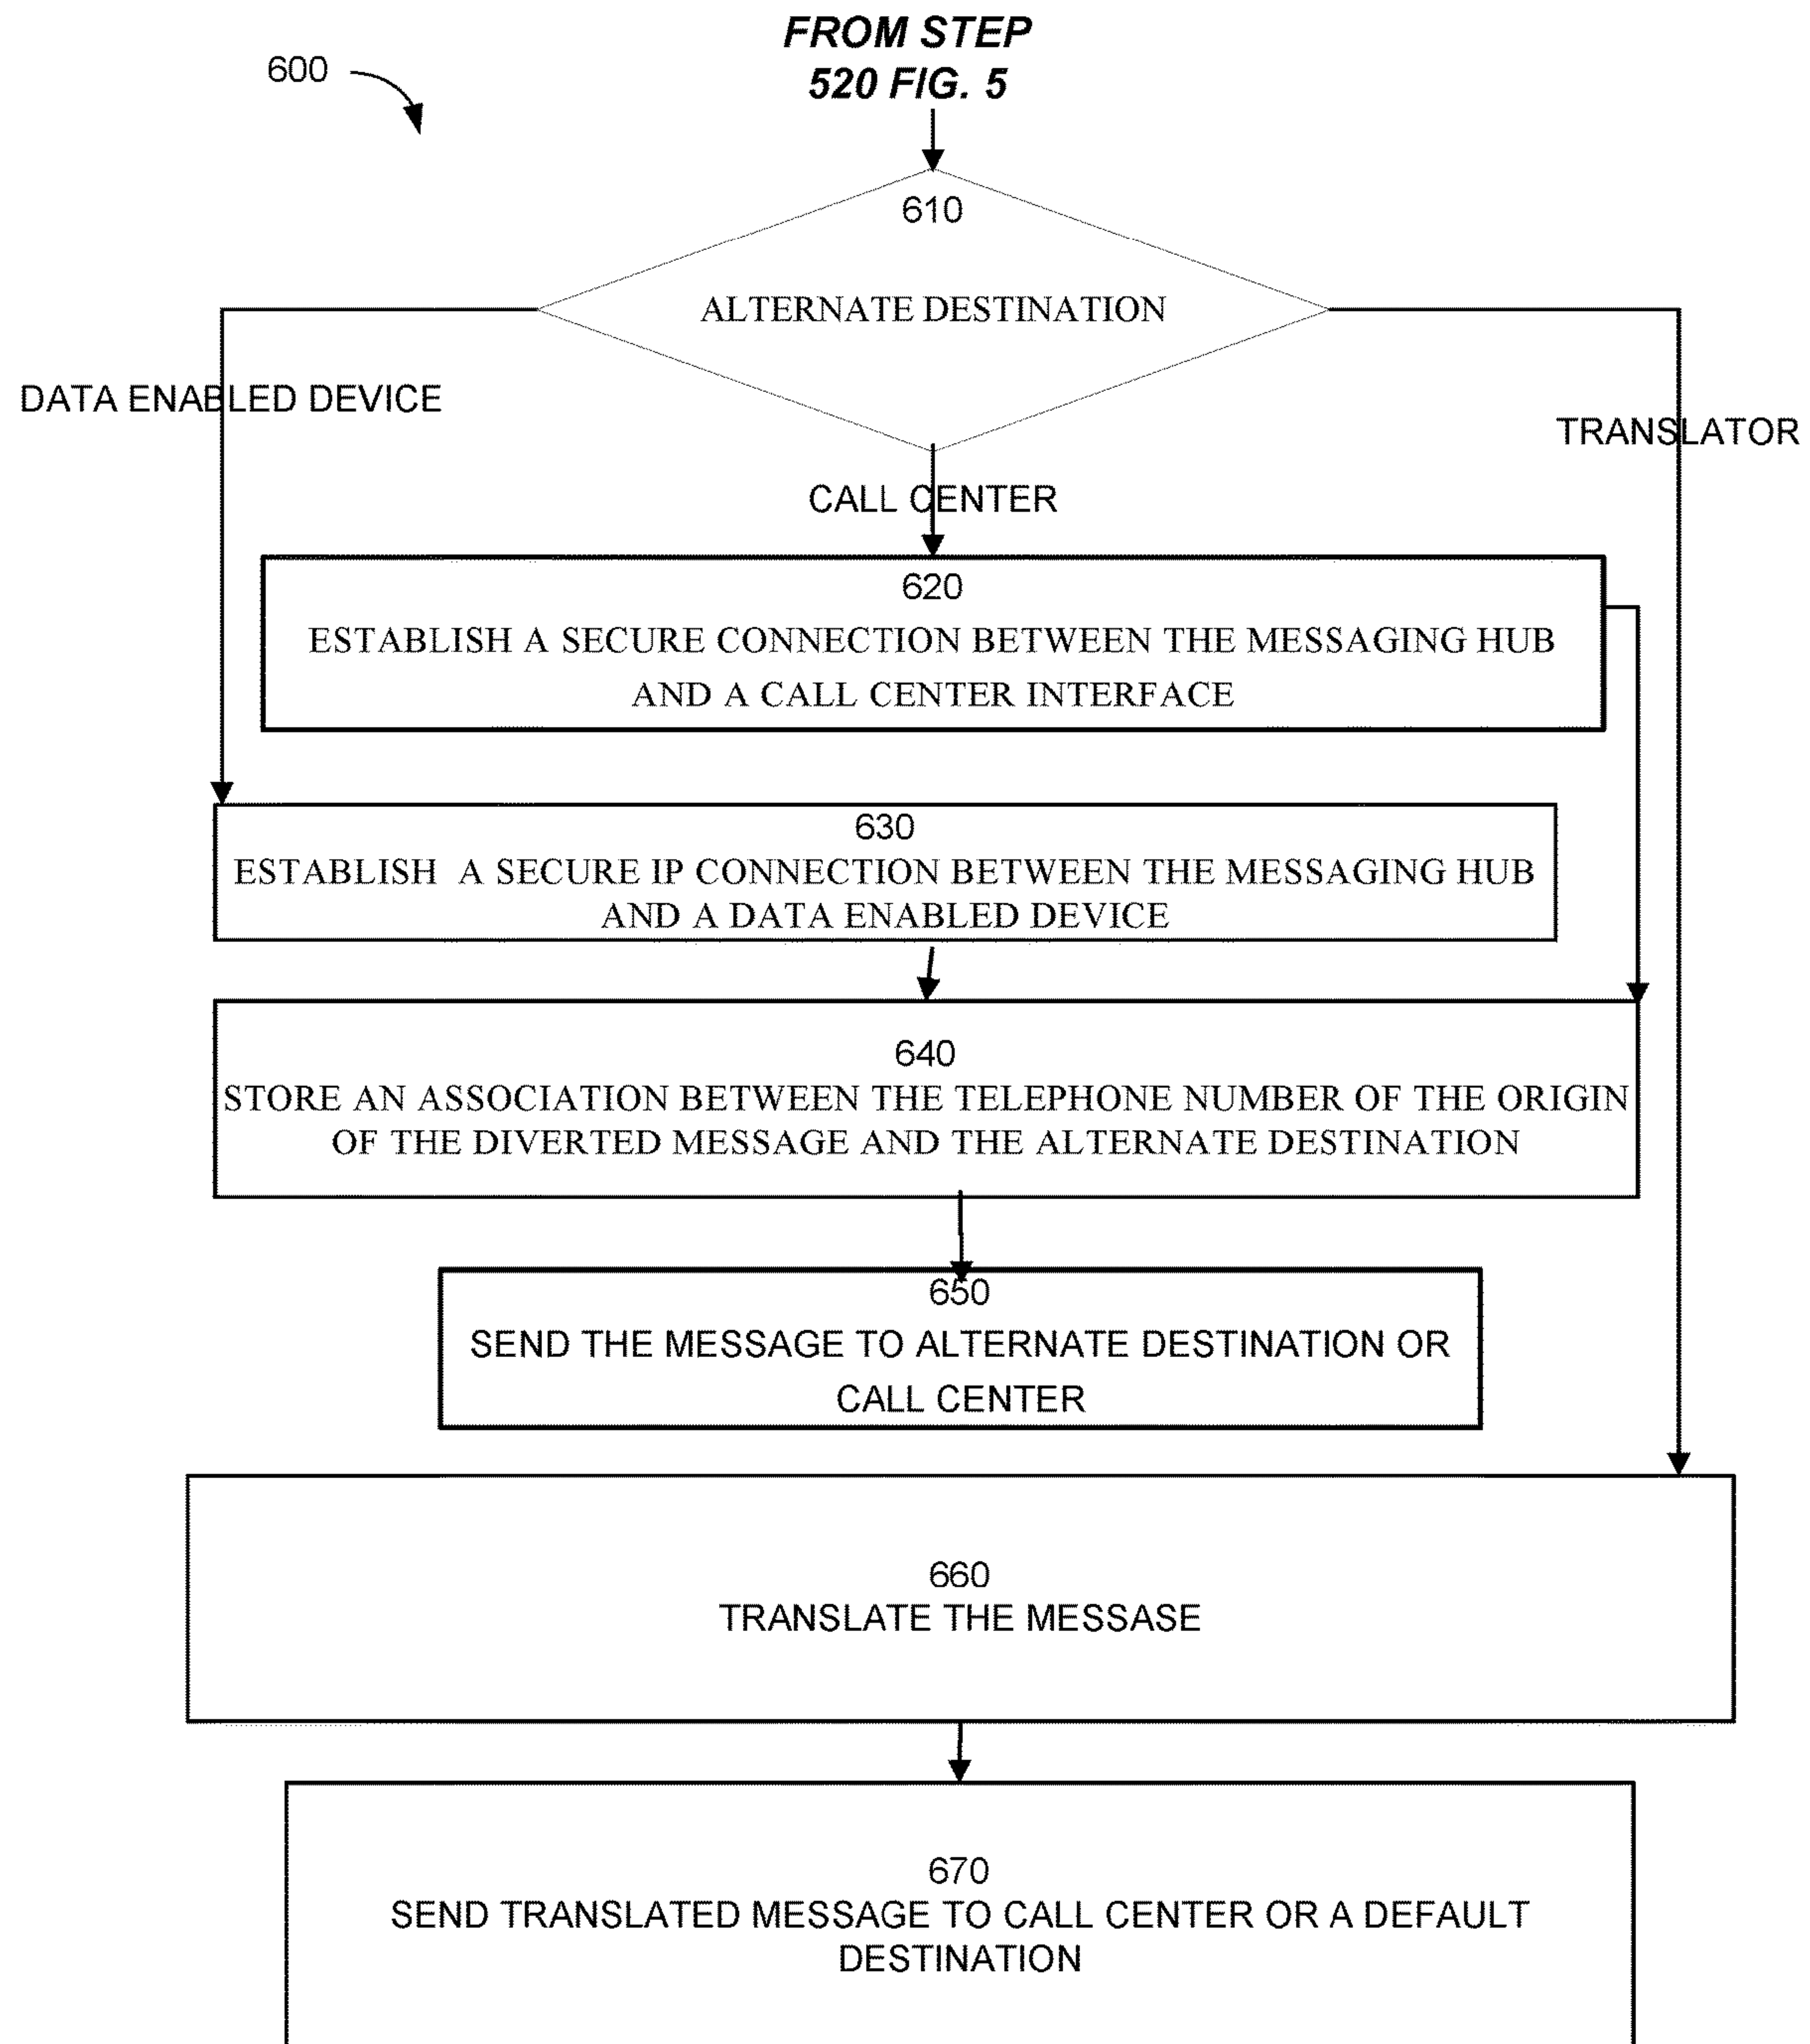 FROM STEP
520 FIG. 5
600
610
ALTERNATE DESTINATION
DATA ENABLED DEVICE
TRANSLATOR
CALL CENTER
620
ESTABLISH A SECURE CONNECTION BETWEEN THE MESSAGING HUB
AND A CALL CENTER INTERFACE
630
ESTABLISH A SECURE IP CONNECTION BETWEEN THE MESSAGING HUB
AND A DATA ENABLED DEVICE
640
STORE AN ASSOCIATION BETWEEN THE TELEPHONE NUMBER OF THE ORIGIN
OF THE DIVERTED MESSAGE AND THE ALTERNATE DESTINATION
650
SEND THE MESSAGE TO ALTERNATE DESTINATION OR
CALL CENTER
660
TRANSLATE THE MESSASE
670
SEND TRANSLATED MESSAGE TO CALL CENTER OR A DEFAULT
DESTINATION